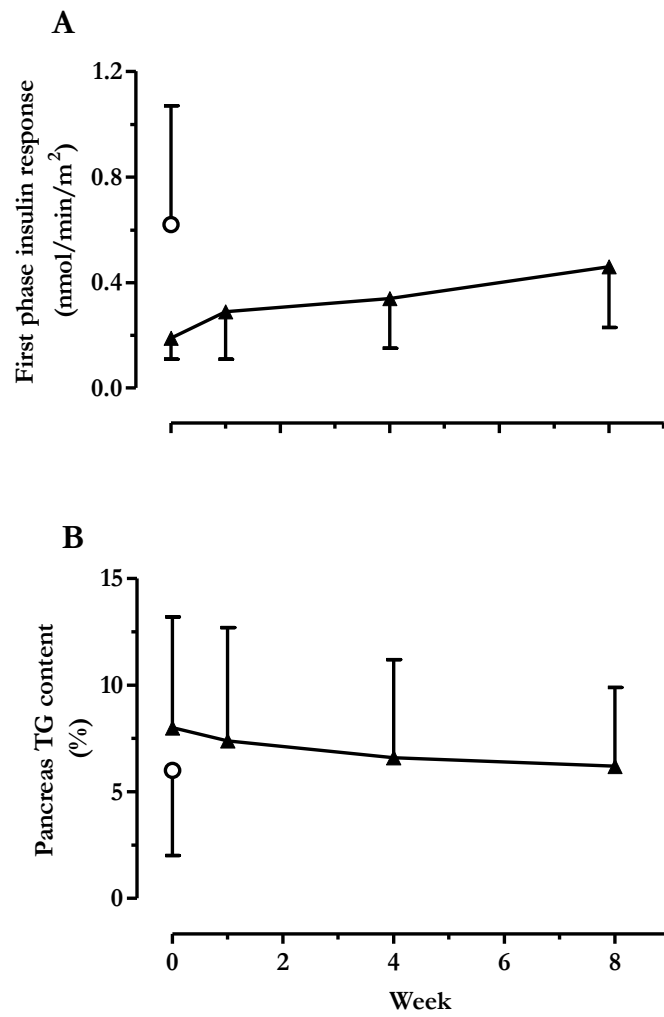 A
First phase insulin response
(nmol/min/m²)
1.2
0.8
0.4
0.0
B
Pancreas TG content
(%)
15
10
5
0
0 2 4 6 8
Week